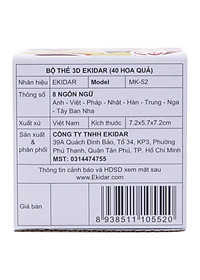 BỘ THẺ 3D EKIDAR (40 HOA QUẢ)
Nhãn hiệu EKIDAR Model MK-52
Thông số 8 NGÔN NGỮ
Anh - Việt - Pháp - Nhật - Hàn - Trung - Nga
- Tây Ban Nha
Xuất xứ Việt Nam Kích thước 7.2x5.7x7.2cm
Sản xuất & phân phối CÔNG TY TNHH EKIDAR
39A Quách Đình Bảo, Tổ 34, KP3, Phường
Phú Thạnh, Quận Tân Phú, TP. Hồ Chí Minh
MST: 0314474755
Thông tin cảnh báo và HDSD xem mặt sau
www.Ekidar.com
Giá bán
8 938511 105520